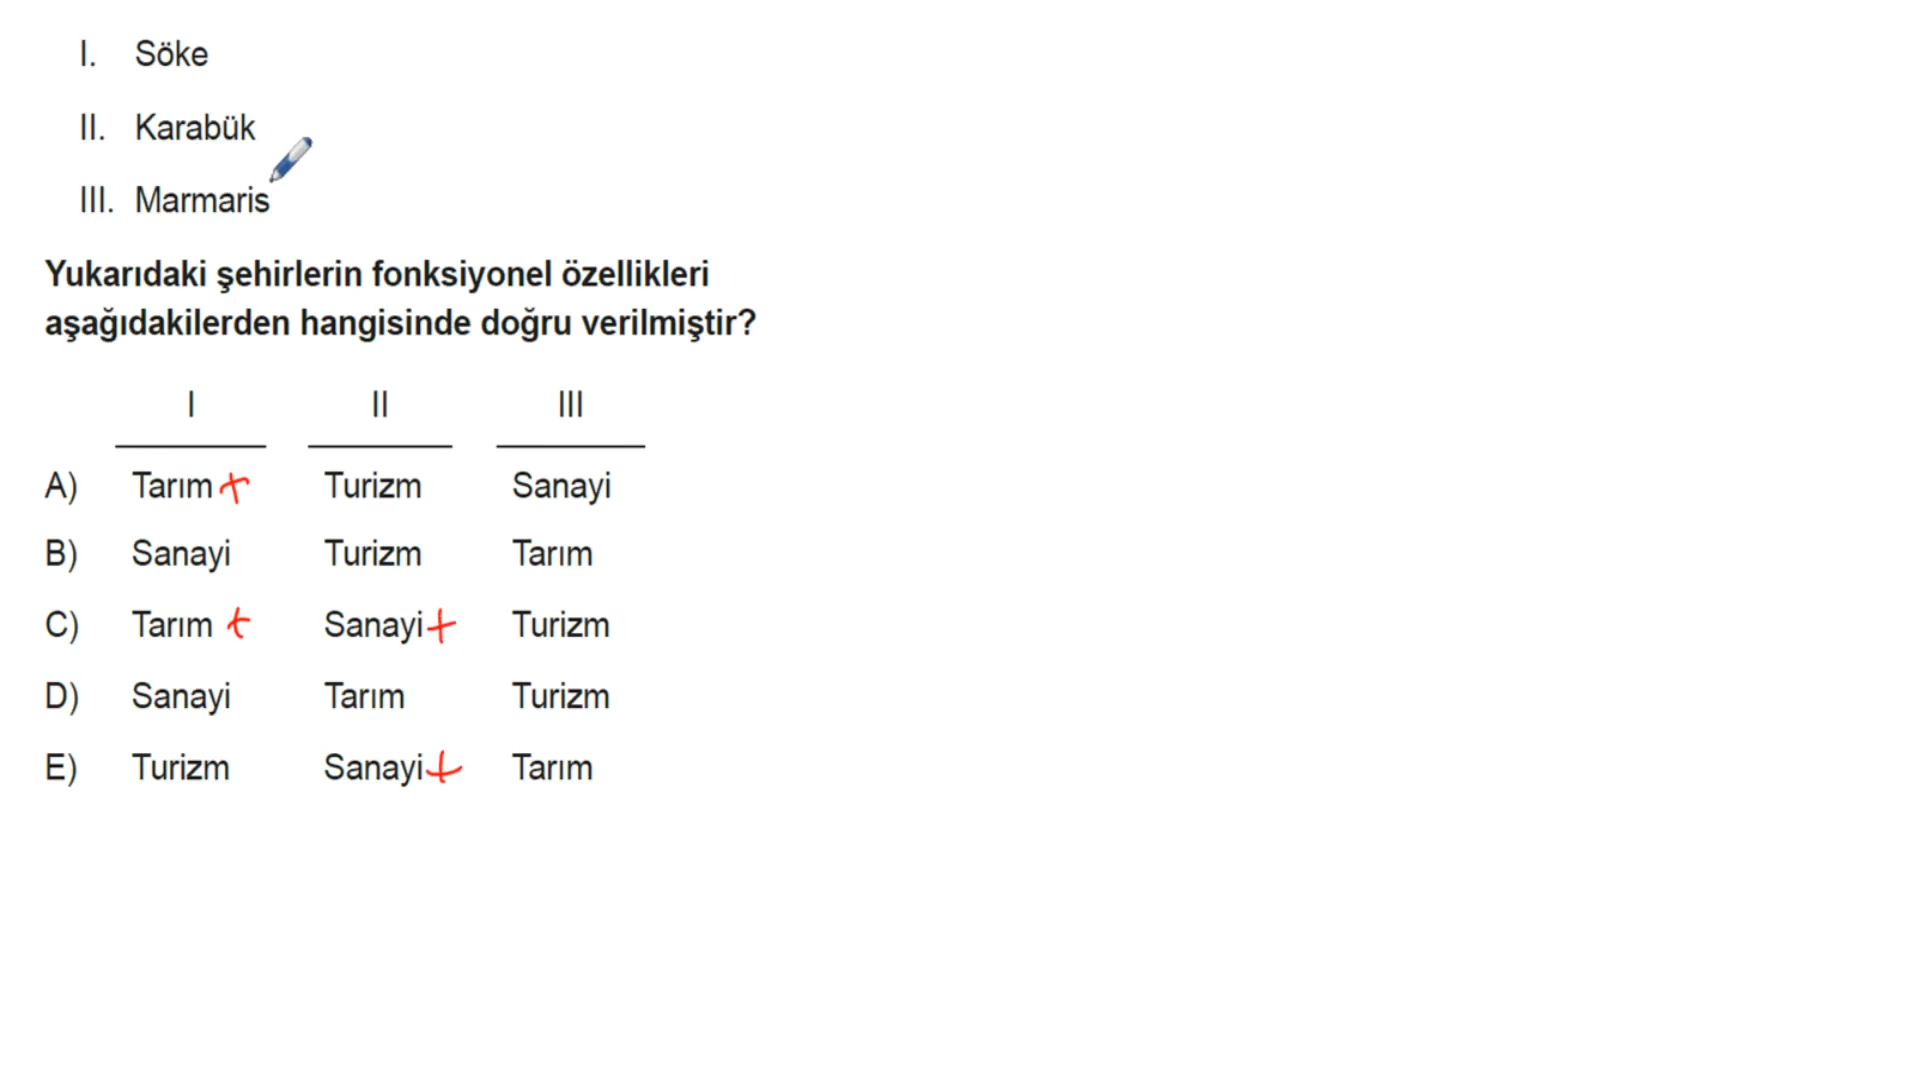 I. Söke
II. Karabük
III. Marmaris
Yukarıdaki şehirlerin fonksiyonel özellikleri
aşağıdakilerden hangisinde doğru verilmiştir?
I II III
A) Tarım + Turizm Sanayi
B) Sanayi Turizm Tarım
C) Tarım + Sanayi + Turizm
D) Sanayi Tarım Turizm
E) Turizm Sanayi + Tarım